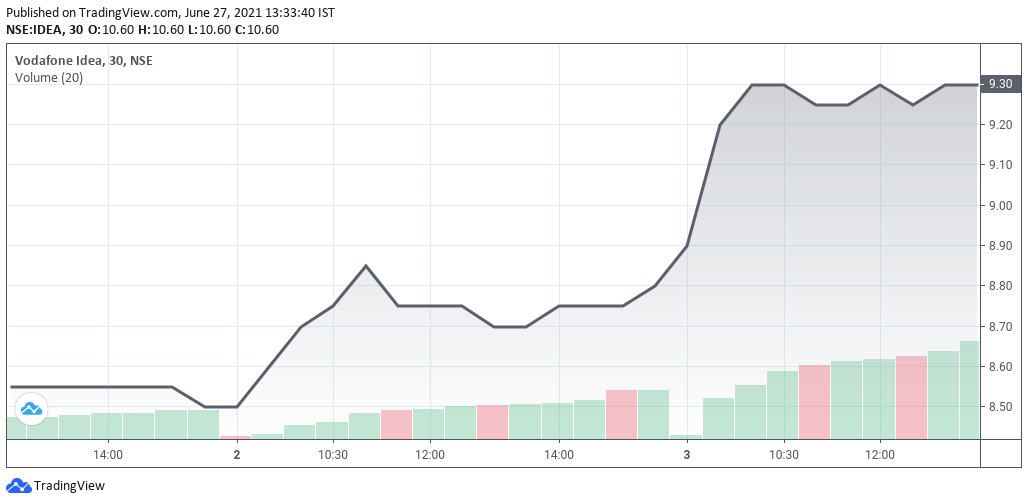 Published on TradingView.com, June 27, 2021 13:33:40 IST
NSE:IDEA, 30 O:10.60 H:10.60 L:10.60 C:10.60
Vodafone Idea, 30, NSE
Volume (20)
9.30
9.20
9.10
9.00
8.90
8.80
8.70
8.60
8.50
14:00 2 10:30 12:00 14:00 3 10:30 12:00
TradingView